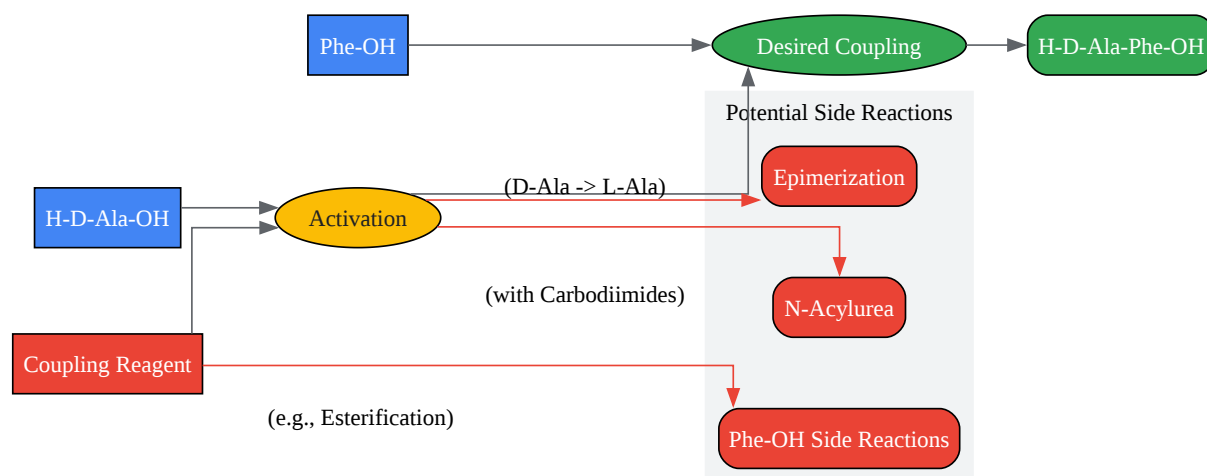 Phe-OH
Desired Coupling
H-D-Ala-Phe-OH
Potential Side Reactions
Epimerization
(D-Ala -> L-Ala)
H-D-Ala-OH
Activation
(with Carbodiimides)
N-Acylurea
Coupling Reagent
(e.g., Esterification)
Phe-OH Side Reactions